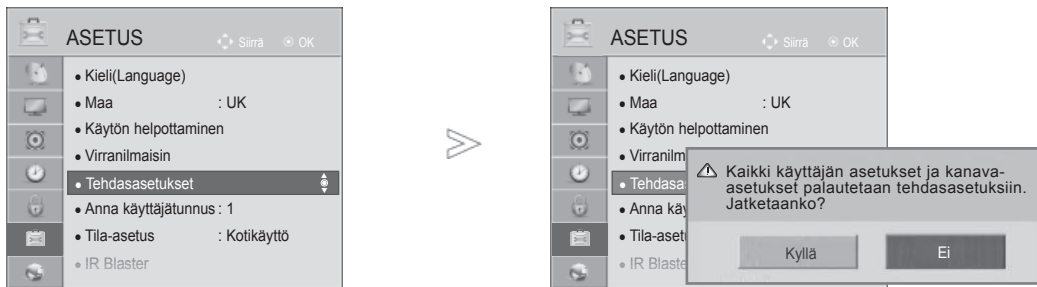 ASETUS
Siirrä
OK
• Kieli(Language)
• Maa : UK
• Käytön helpottaminen
• Virranilmaisin
• Tehdasasetukset
• Anna käyttäjätunnus : 1
• Tila-asetus : Kotikäyttö
• IR Blaster
ASETUS
Siirrä
OK
• Kieli(Language)
• Maa : UK
• Käytön helpottaminen
• Virranilm
• Tehdasa
• Anna käy
• Tila-aset
• IR Blaste
Kaikki käyttäjän asetukset ja kanava-
asetukset palautetaan tehdasasetuksiin.
Jatketaanko?
Kyllä
Ei